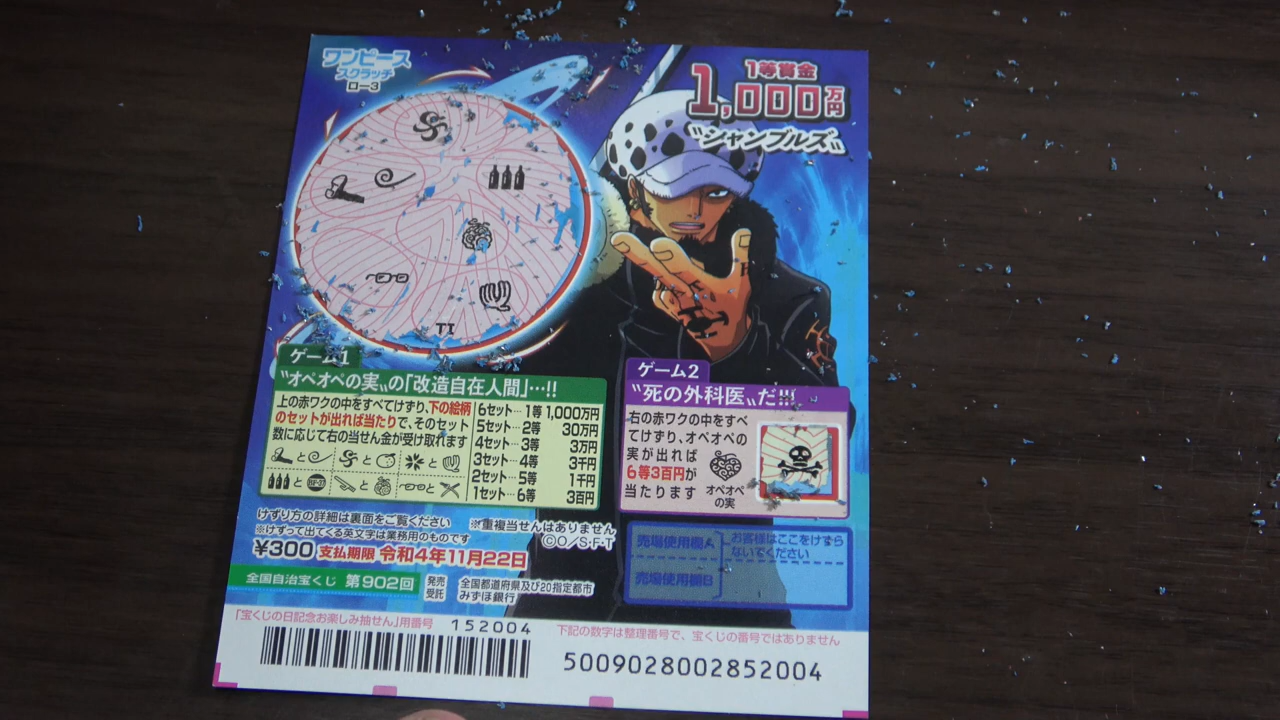 ワンピース
スクラッチ
ロー3
1等賞金
1,000万円
"シャンブルズ"
TI
ゲーム1
"オペオペの実"の「改造自在人間」…!!
上の赤ワクの中をすべてけずり、下の絵柄
のセットが出れば当たりで、そのセット
数に応じて右の当せん金が受け取れます
と と と
と と と
6セット…1等1,000万円
5セット…2等 30万円
4セット…3等 3万円
3セット…4等 3千円
2セット…5等 1千円
1セット…6等 3百円
ゲーム2
"死の外科医"だ!!!
右の赤ワクの中をすべ
てけずり、オペオペの
実が出れば
6等3百円が
当たります
オペオペ
の実
けずり方の詳細は裏面をご覧ください
※重複当せんはありません
※けずって出てくる英文字は業務用のものです
©O/S・F・T
¥300 支払期限 令和4年11月22日
売場使用欄A
お客様はここをけずら
ないでください
売場使用欄B
全国自治宝くじ 第902回
発売 全国都道府県及び20指定都市
受託 みずほ銀行
「宝くじの日記念お楽しみ抽せん」用番号 152004
下記の数字は整理番号で、宝くじの番号ではありません
5009028002852004